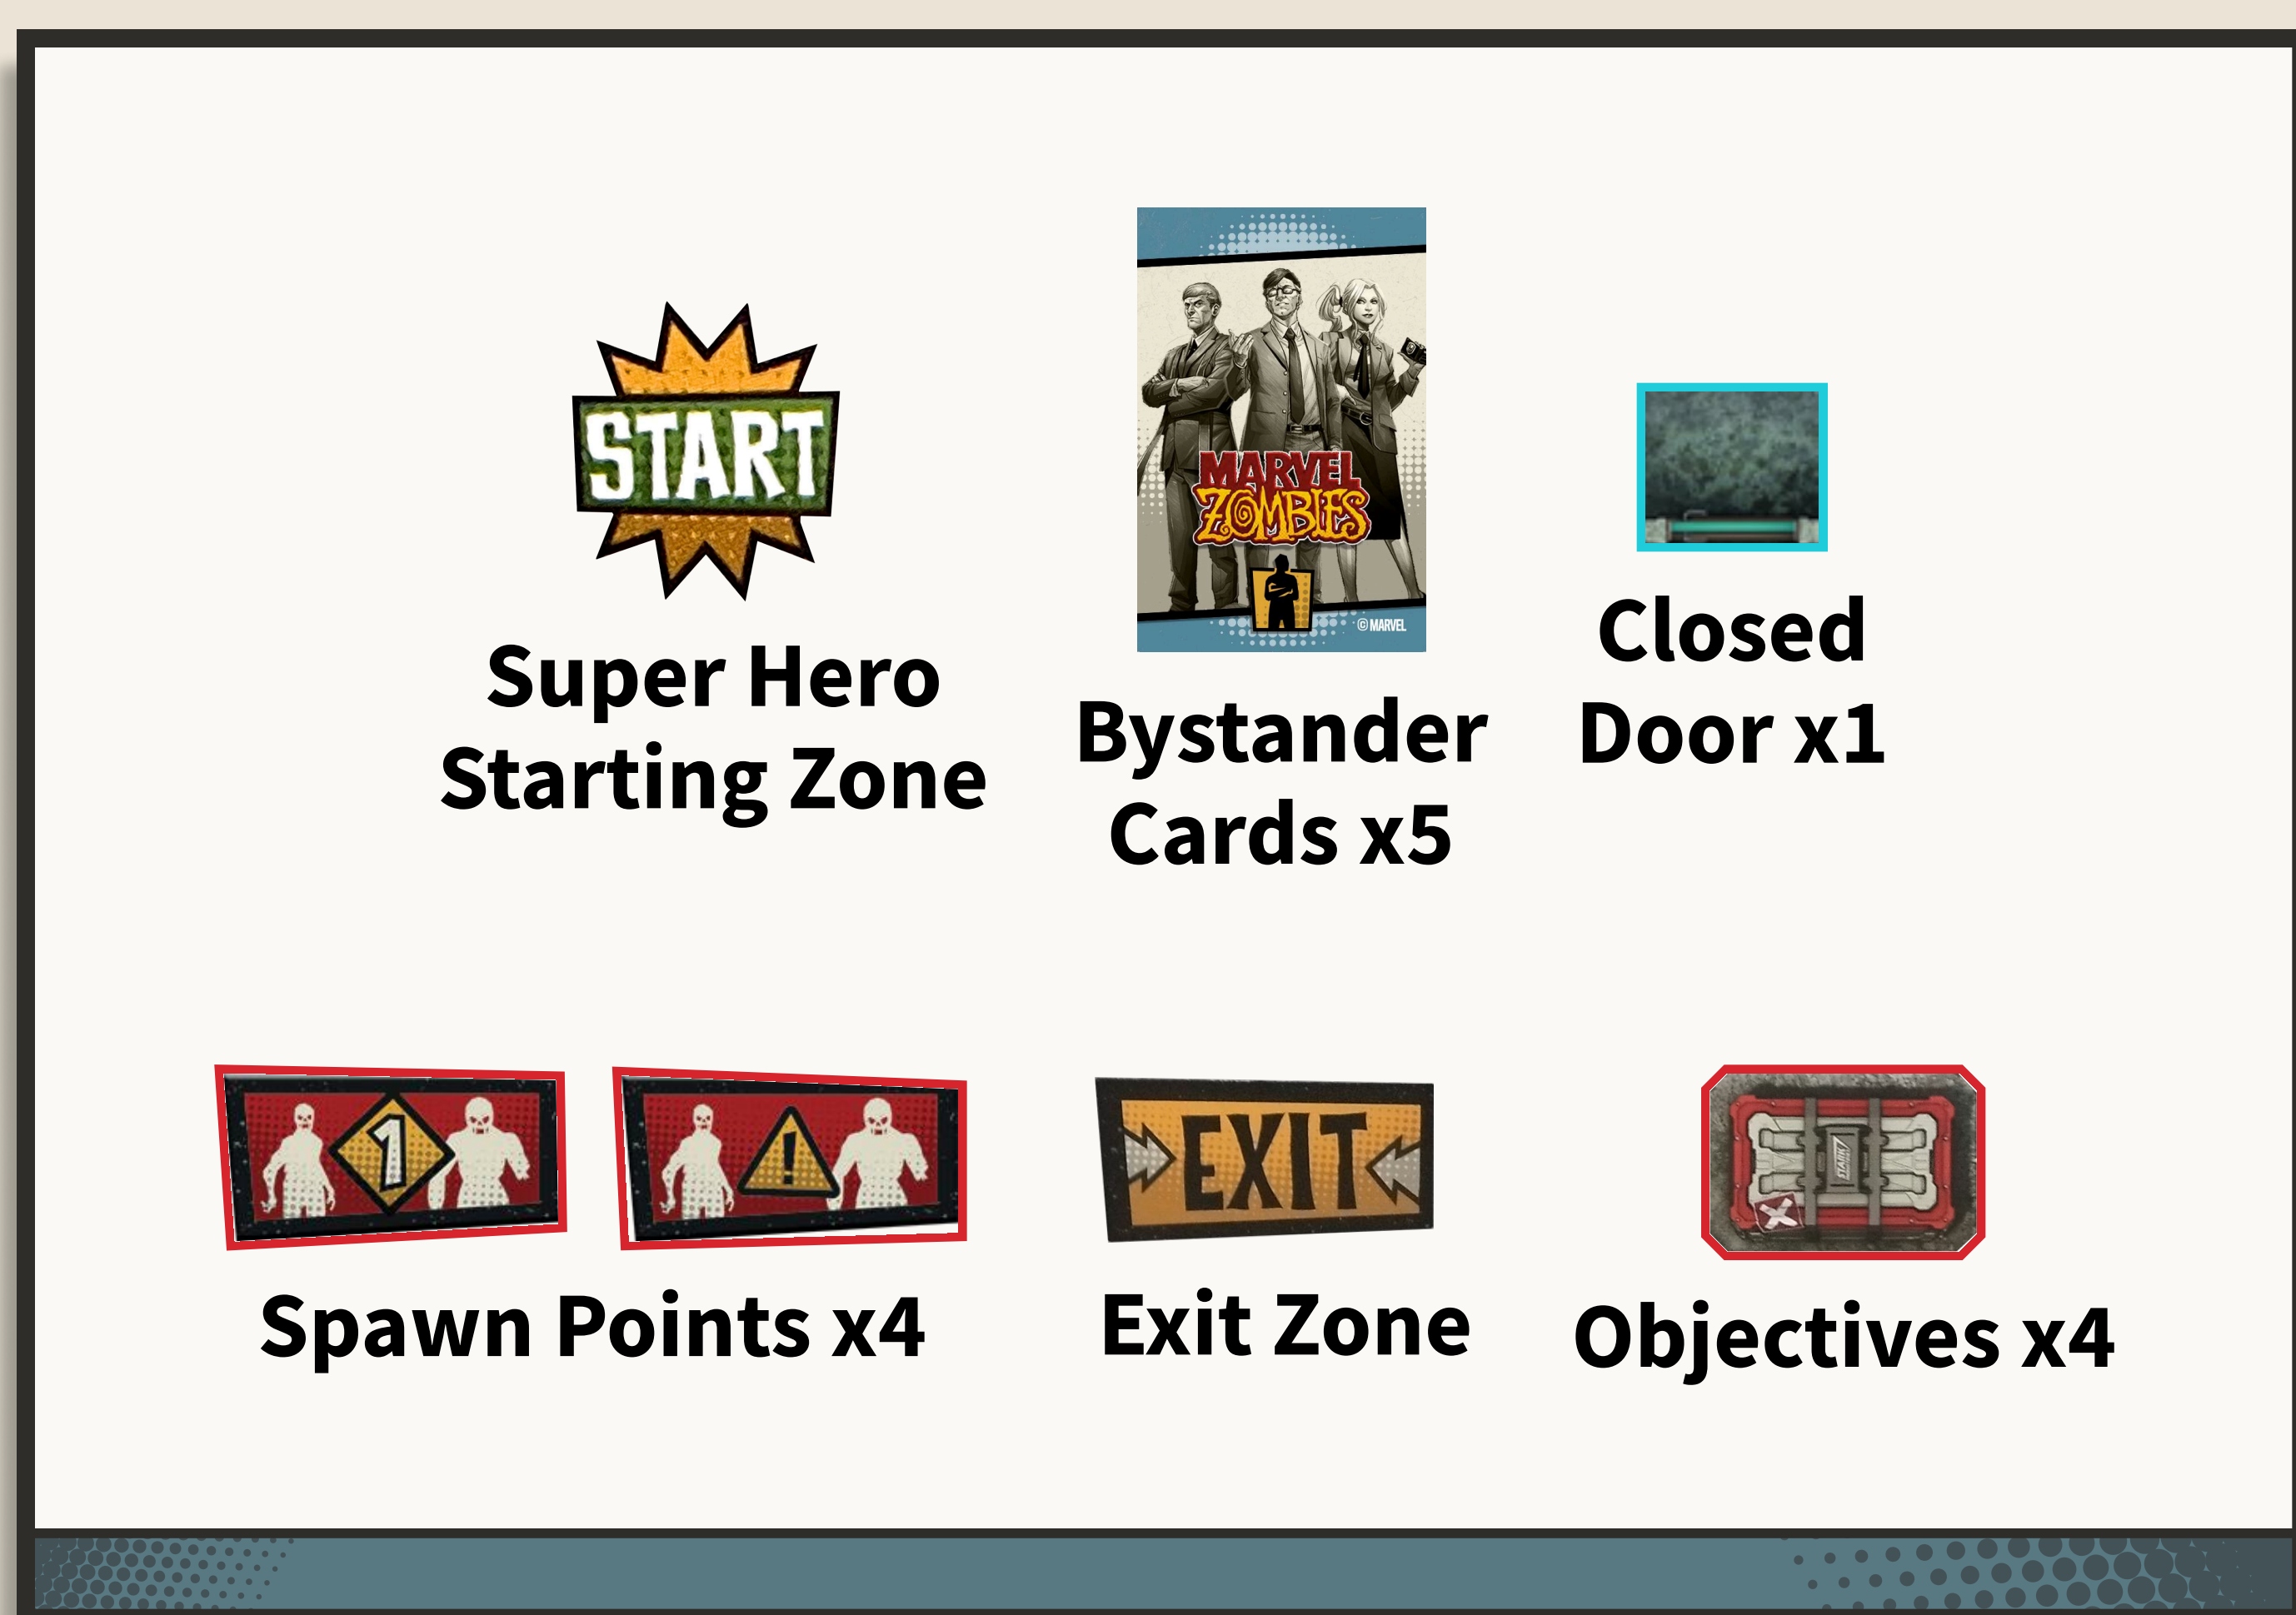 START
MARVEL
ZOMBIES
© MARVEL
Super Hero
Starting Zone
Bystander
Cards x5
Closed
Door x1
1
!
EXIT
STARK
Spawn Points x4
Exit Zone
Objectives x4